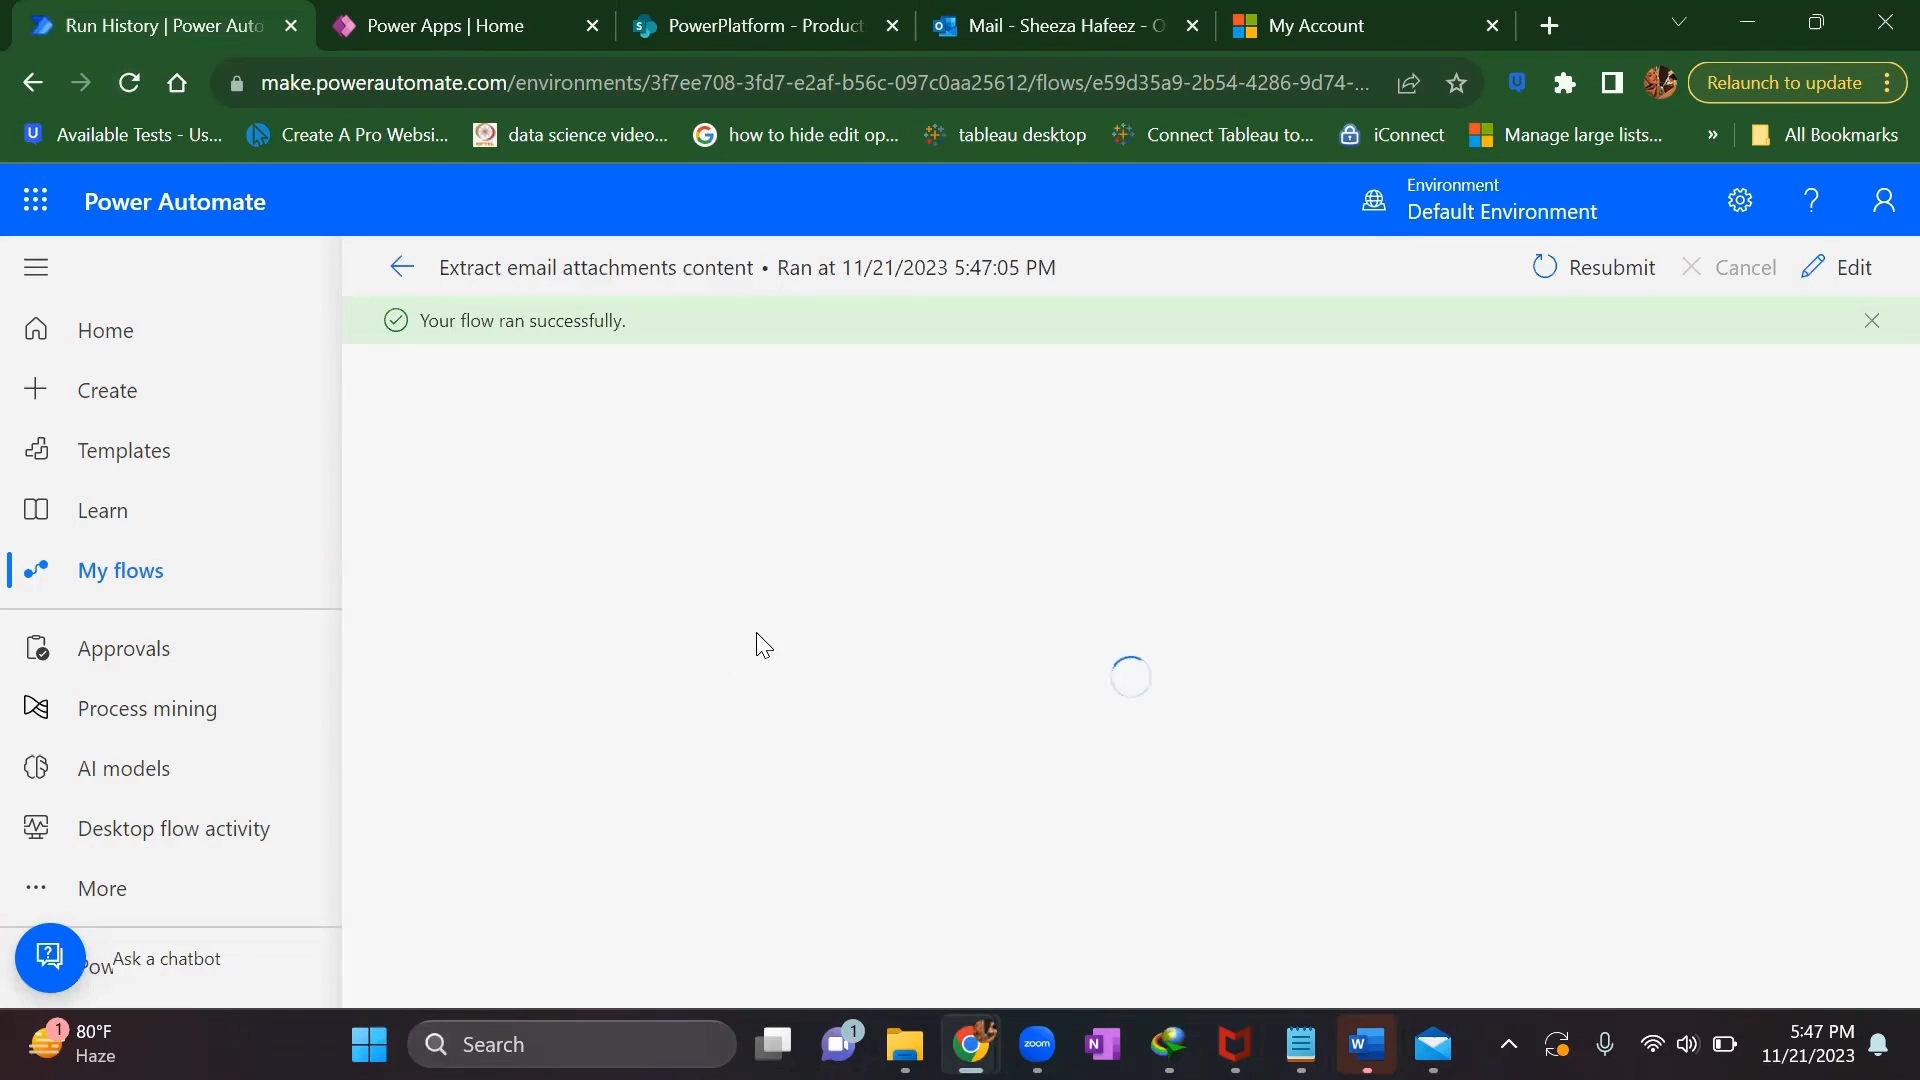 Run History | Power Auto
Power Apps | Home
PowerPlatform - Product
Mail - Sheeza Hafeez - O
My Account
make.powerautomate.com/environments/3f7ee708-3fd7-e2af-b56c-097c0aa25612/flows/e59d35a9-2b54-4286-9d74-...
Relaunch to update
Available Tests - Us...
Create A Pro Websi...
data science video...
how to hide edit op...
tableau desktop
Connect Tableau to...
iConnect
Manage large lists...
»
All Bookmarks
Power Automate
Environment
Default Environment
Extract email attachments content • Ran at 11/21/2023 5:47:05 PM
Resubmit
Cancel
Edit
Your flow ran successfully.
Home
Create
Templates
Learn
My flows
Approvals
Process mining
AI models
Desktop flow activity
More
Pow
Ask a chatbot
1
80°F
Haze
Search
1
zoom
N
W
5:47 PM
11/21/2023